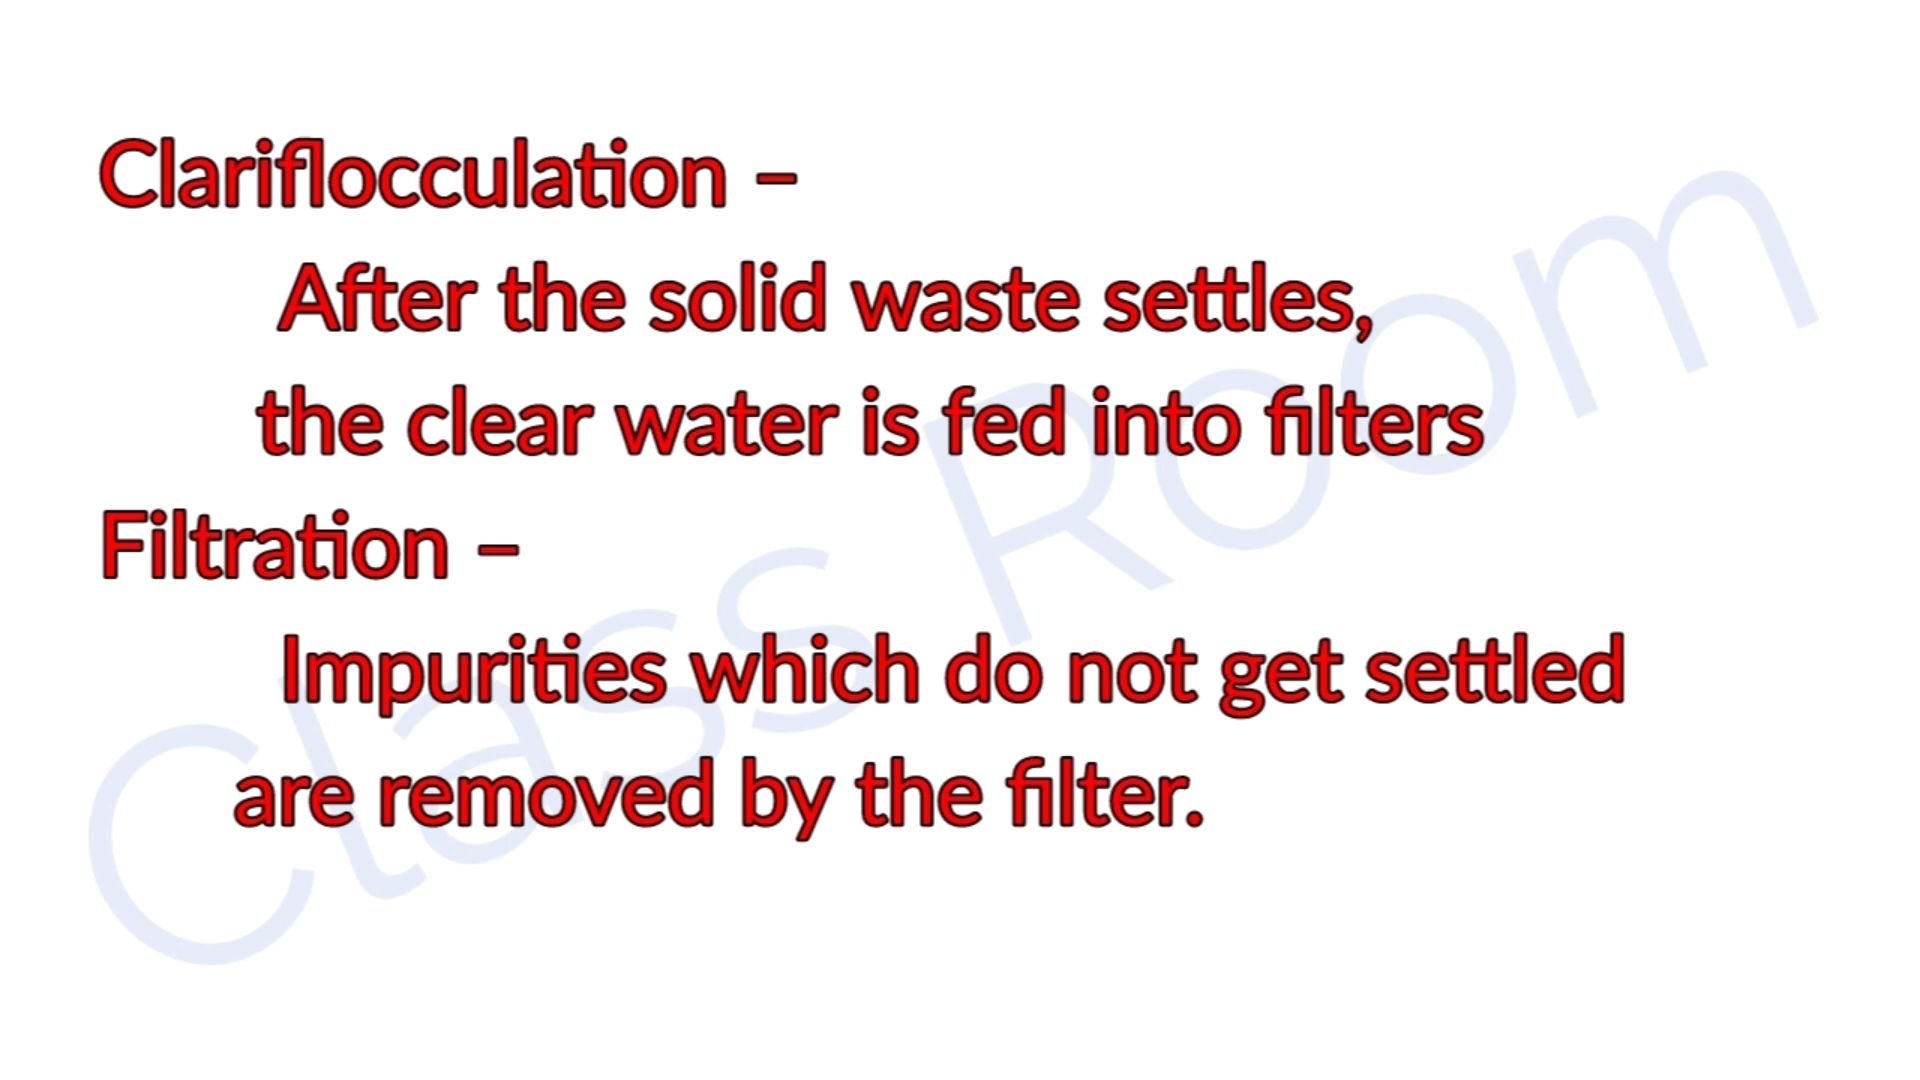 Clariflocculation –
After the solid waste settles,
the clear water is fed into filters
Filtration –
Impurities which do not get settled
are removed by the filter.
Class Room